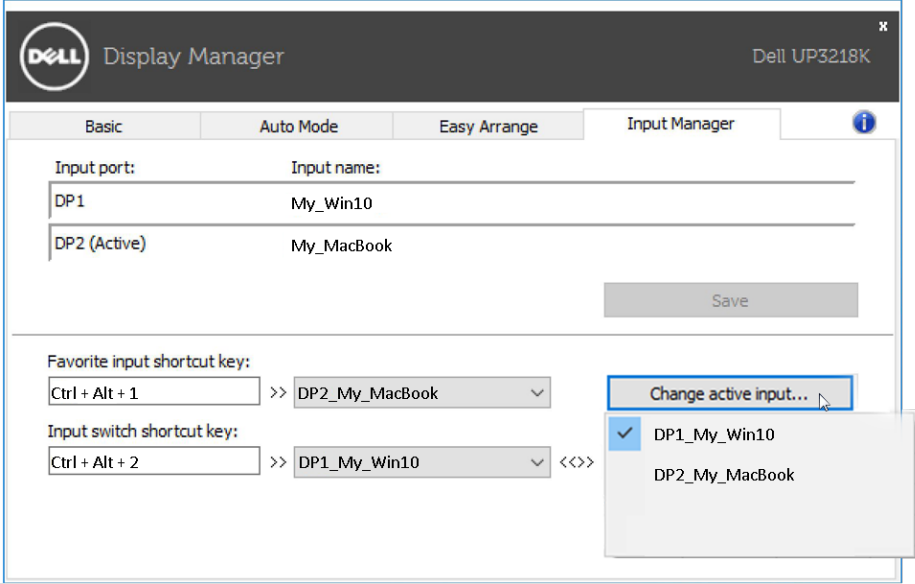 DELL Display Manager Dell UP3218K x
Basic Auto Mode Easy Arrange Input Manager i
Input port: Input name:
DP1 My_Win10
DP2 (Active) My_MacBook
Save
Favorite input shortcut key:
Ctrl + Alt + 1 >> DP2_My_MacBook Change active input...
Input switch shortcut key:
DP1_My_Win10
Ctrl + Alt + 2 >> DP1_My_Win10 <<>>
DP2_My_MacBook